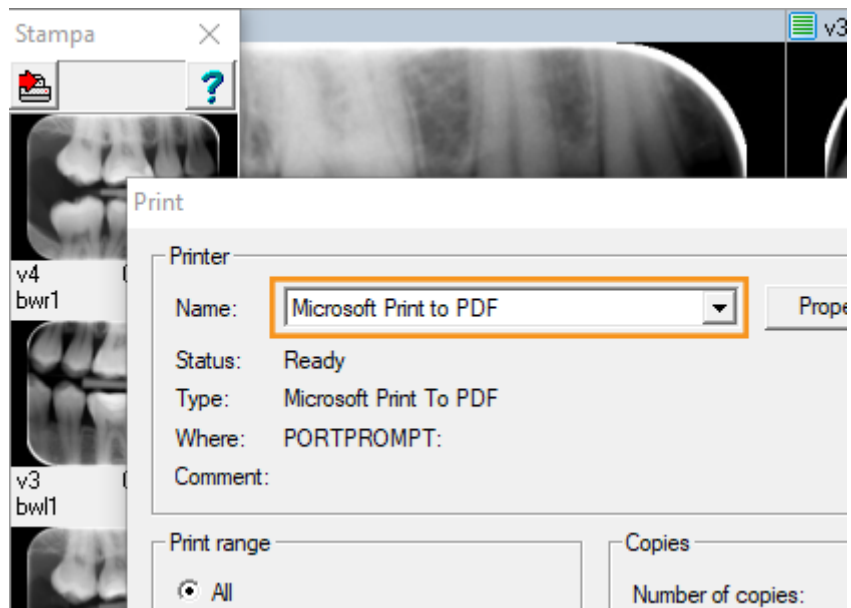 Stampa
v3
Print
Printer
v4
bwr1
Name:
Microsoft Print to PDF
Status:
Ready
Type:
Microsoft Print To PDF
Where:
PORTPROMPT:
Comment:
v3
bwl1
Print range
Copies
All
Number of copies: